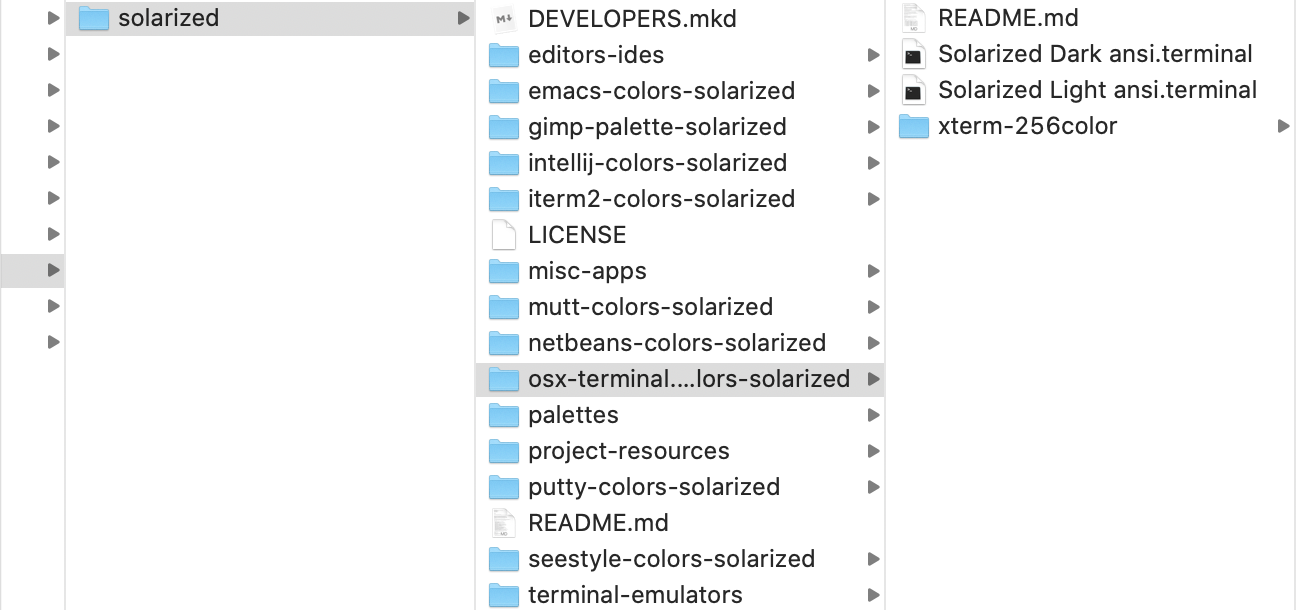 solarized
DEVELOPERS.mkd
editors-ides
emacs-colors-solarized
gimp-palette-solarized
intellij-colors-solarized
iterm2-colors-solarized
LICENSE
misc-apps
mutt-colors-solarized
netbeans-colors-solarized
osx-terminal....lors-solarized
palettes
project-resources
putty-colors-solarized
README.md
seestyle-colors-solarized
terminal-emulators
README.md
Solarized Dark ansi.terminal
Solarized Light ansi.terminal
xterm-256color